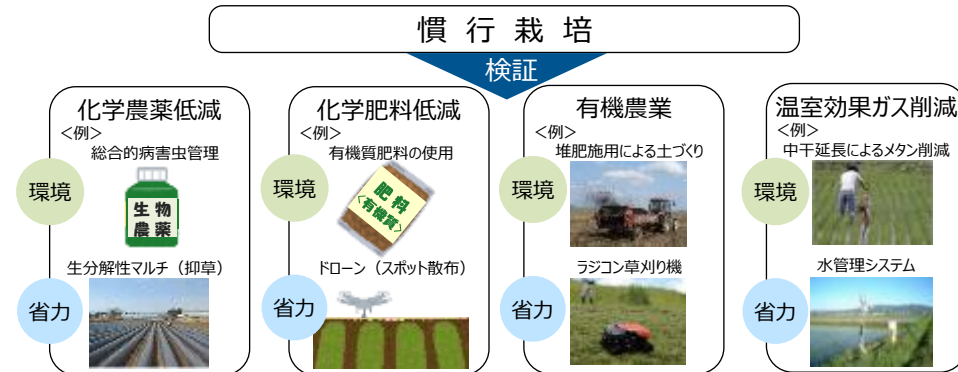 慣行栽培
検証
化学農薬低減
<例>
総合的病害虫管理
環境
生物
農薬
生分解性マルチ（抑草）
省力
化学肥料低減
<例>
有機質肥料の使用
環境
肥料
<有機質>
ドローン（スポット散布）
省力
有機農業
<例>
堆肥施用による土づくり
環境
ラジコン草刈り機
省力
温室効果ガス削減
<例>
中干延長によるメタン削減
環境
水管理システム
省力